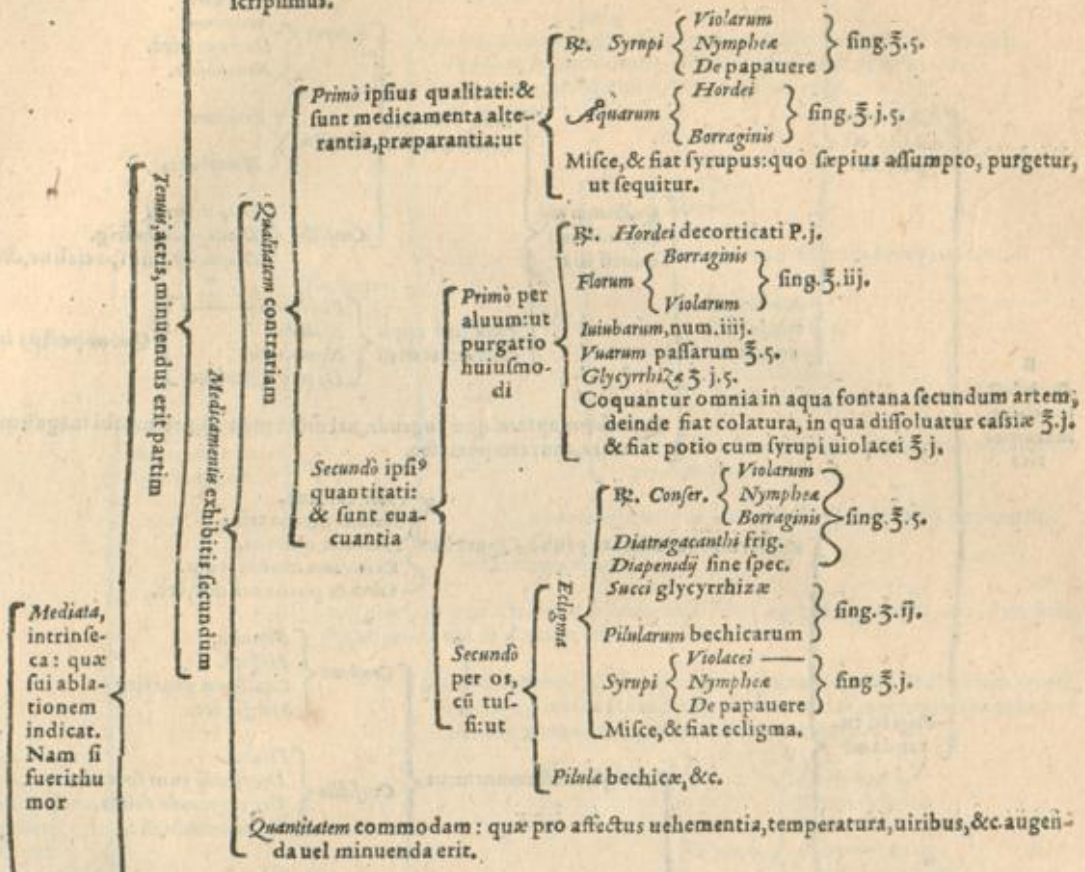 scripsimus.
Mediata,
intrinse-
ca: quæ
sui abla-
tionem
indicat.
Nam si
fuerit hu
mor
Tenuis, acris, minuendus erit partim
Medicamentis exhibitis secundum
Qualitatem contrariam
Primò ipsius qualitati: &
sunt medicamenta alte-
rantia, præparantia: ut
℞. Syrupi { Violarum
Nympheæ
De papauere } sing. ℥.5.
Aquarum { Hordei
Borraginis } sing. ℥.j.5.
Misce, & fiat syrupus: quo sæpius assumpto, purgetur,
ut sequitur.
Secundò ipsiꝰ
quantitati:
& sunt eua-
cuantia
Primò per
aluum: ut
purgatio
huiusmo-
di
℞. Hordei decorticati P.j.
Florum { Borraginis
Violarum } sing. ℥.iij.
Iuiubarum, num. iiij.
Vuarum passarum ℥.5.
Glycyrrhizæ ʒ j.5.
Coquantur omnia in aqua fontana secundum artem,
deinde fiat colatura, in qua dissoluatur cassiæ ℥.j.
& fiat potio cum syrupi uiolacei ℥ j.
Secundò
per os,
cū tus-
si: ut
Ecligma
℞. Conser. { Violarum
Nympheæ
Borraginis
Diatragacanthi frig.
Diapenidij sine spec. } sing. ℥.5.
Succi glycyrrhizæ
Pilularum bechicarum } sing. ʒ. ij.
Syrupi { Violacei
Nympheæ
De papauere } sing ℥.j.
Misce, & fiat ecligma.
Pilulæ bechicæ, &c.
Quantitatem commodam: quæ pro affectus uehementia, temperatura, uiribus, &c. augen-
da uel minuenda erit.